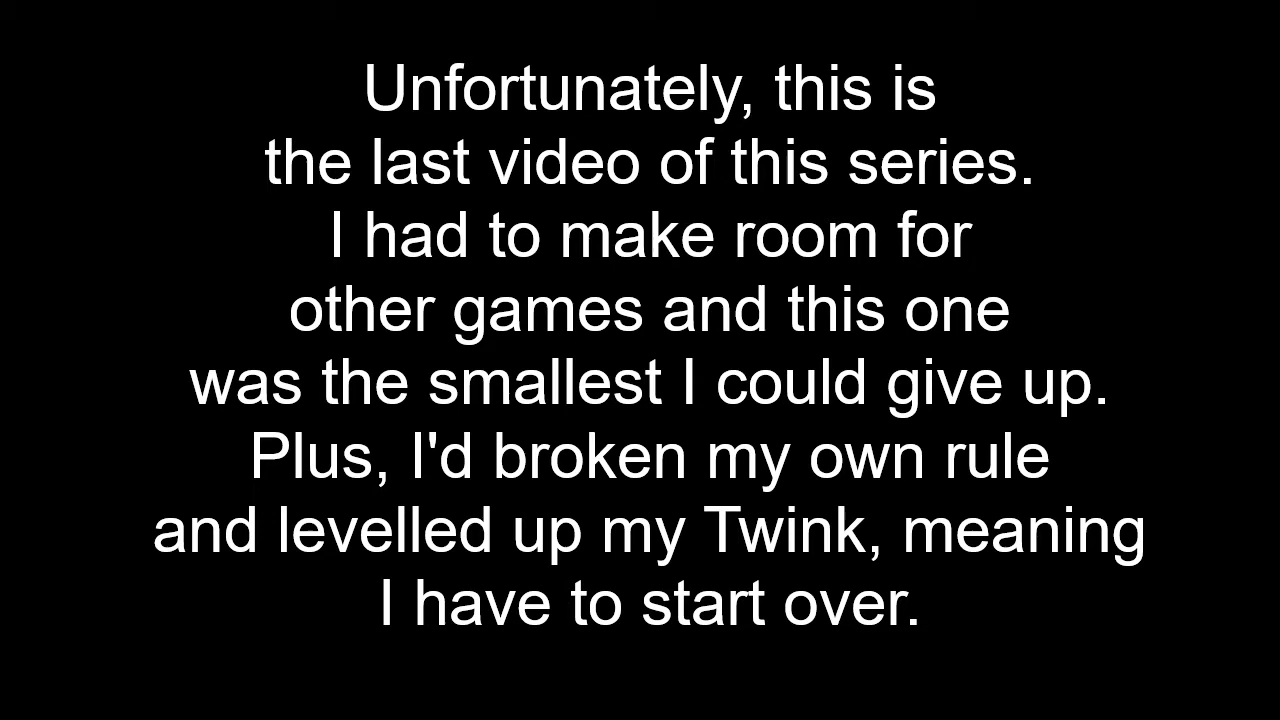 Unfortunately, this is
the last video of this series.
I had to make room for
other games and this one
was the smallest I could give up.
Plus, I'd broken my own rule
and levelled up my Twink, meaning
I have to start over.